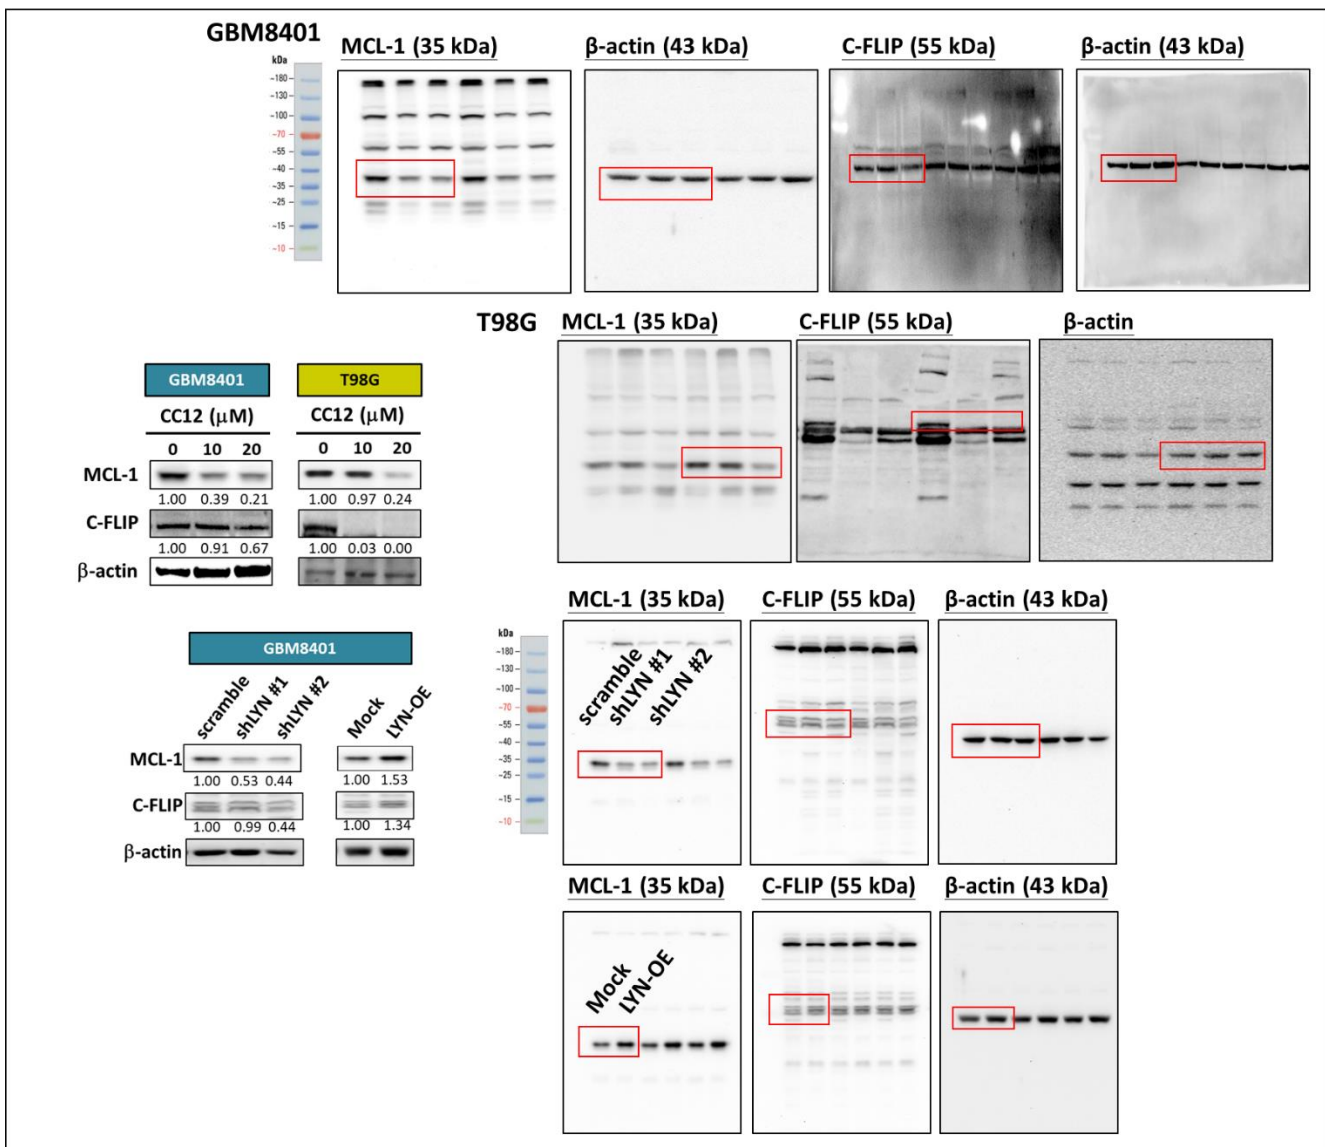 GBM8401
MCL-1 (35 kDa)
β-actin (43 kDa)
C-FLIP (55 kDa)
β-actin (43 kDa)
kDa
-180-
-130-
-100-
-70-
-55-
-40-
-35-
-25-
-15-
-10-
T98G
MCL-1 (35 kDa)
C-FLIP (55 kDa)
β-actin
GBM8401
T98G
CC12 (μM)
CC12 (μM)
0 10 20
0 10 20
MCL-1
1.00 0.39 0.21
1.00 0.97 0.24
C-FLIP
1.00 0.91 0.67
1.00 0.03 0.00
β-actin
GBM8401
scramble
shLYN #1
shLYN #2
Mock
LYN-OE
MCL-1
1.00 0.53 0.44
1.00 1.53
C-FLIP
1.00 0.99 0.44
1.00 1.34
β-actin
MCL-1 (35 kDa)
C-FLIP (55 kDa)
β-actin (43 kDa)
kDa
-180-
-130-
-100-
-70-
-55-
-40-
-35-
-25-
-15-
-10-
scramble
shLYN #1
shLYN #2
MCL-1 (35 kDa)
C-FLIP (55 kDa)
β-actin (43 kDa)
Mock
LYN-OE